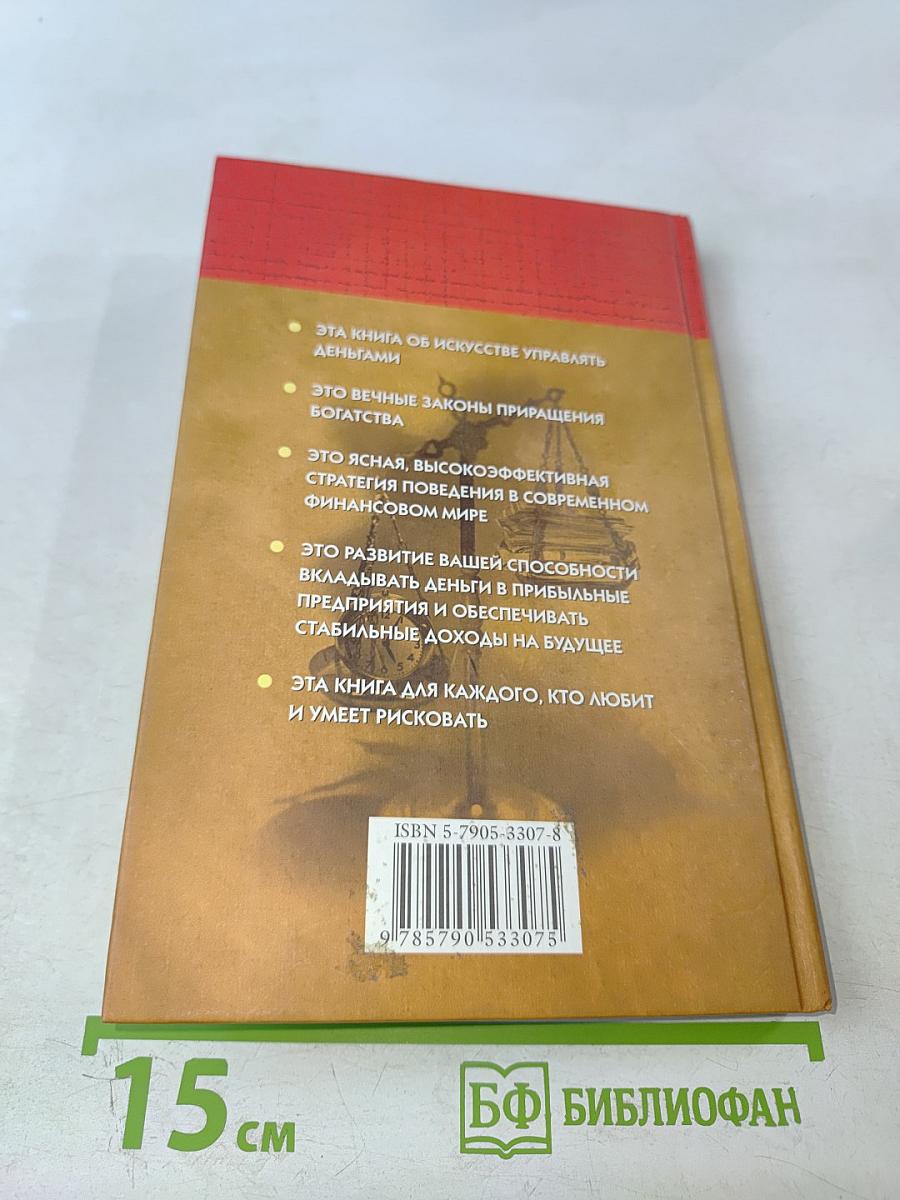 ЭТА КНИГА ОБ ИСКУССТВЕ УПРАВЛЯТЬ
ДЕНЬГАМИ
ЭТО ВЕЧНЫЕ ЗАКОНЫ ПРИРАЩЕНИЯ
БОГАТСТВА
ЭТО ЯСНАЯ, ВЫСОКОЭФФЕКТИВНАЯ
СТРАТЕГИЯ ПОВЕДЕНИЯ В СОВРЕМЕННОМ
ФИНАНСОВОМ МИРЕ
ЭТО РАЗВИТИЕ ВАШЕЙ СПОСОБНОСТИ
ВКЛАДЫВАТЬ ДЕНЬГИ В ПРИБЫЛЬНЫЕ
ПРЕДПРИЯТИЯ И ОБЕСПЕЧИВАТЬ
СТАБИЛЬНЫЕ ДОХОДЫ НА БУДУЩЕЕ
ЭТА КНИГА ДЛЯ КАЖДОГО, КТО ЛЮБИТ
И УМЕЕТ РИСКОВАТЬ
ISBN 5-7905-3307-8
9 785790 533075
15 см
БФ БИБЛИОФАН